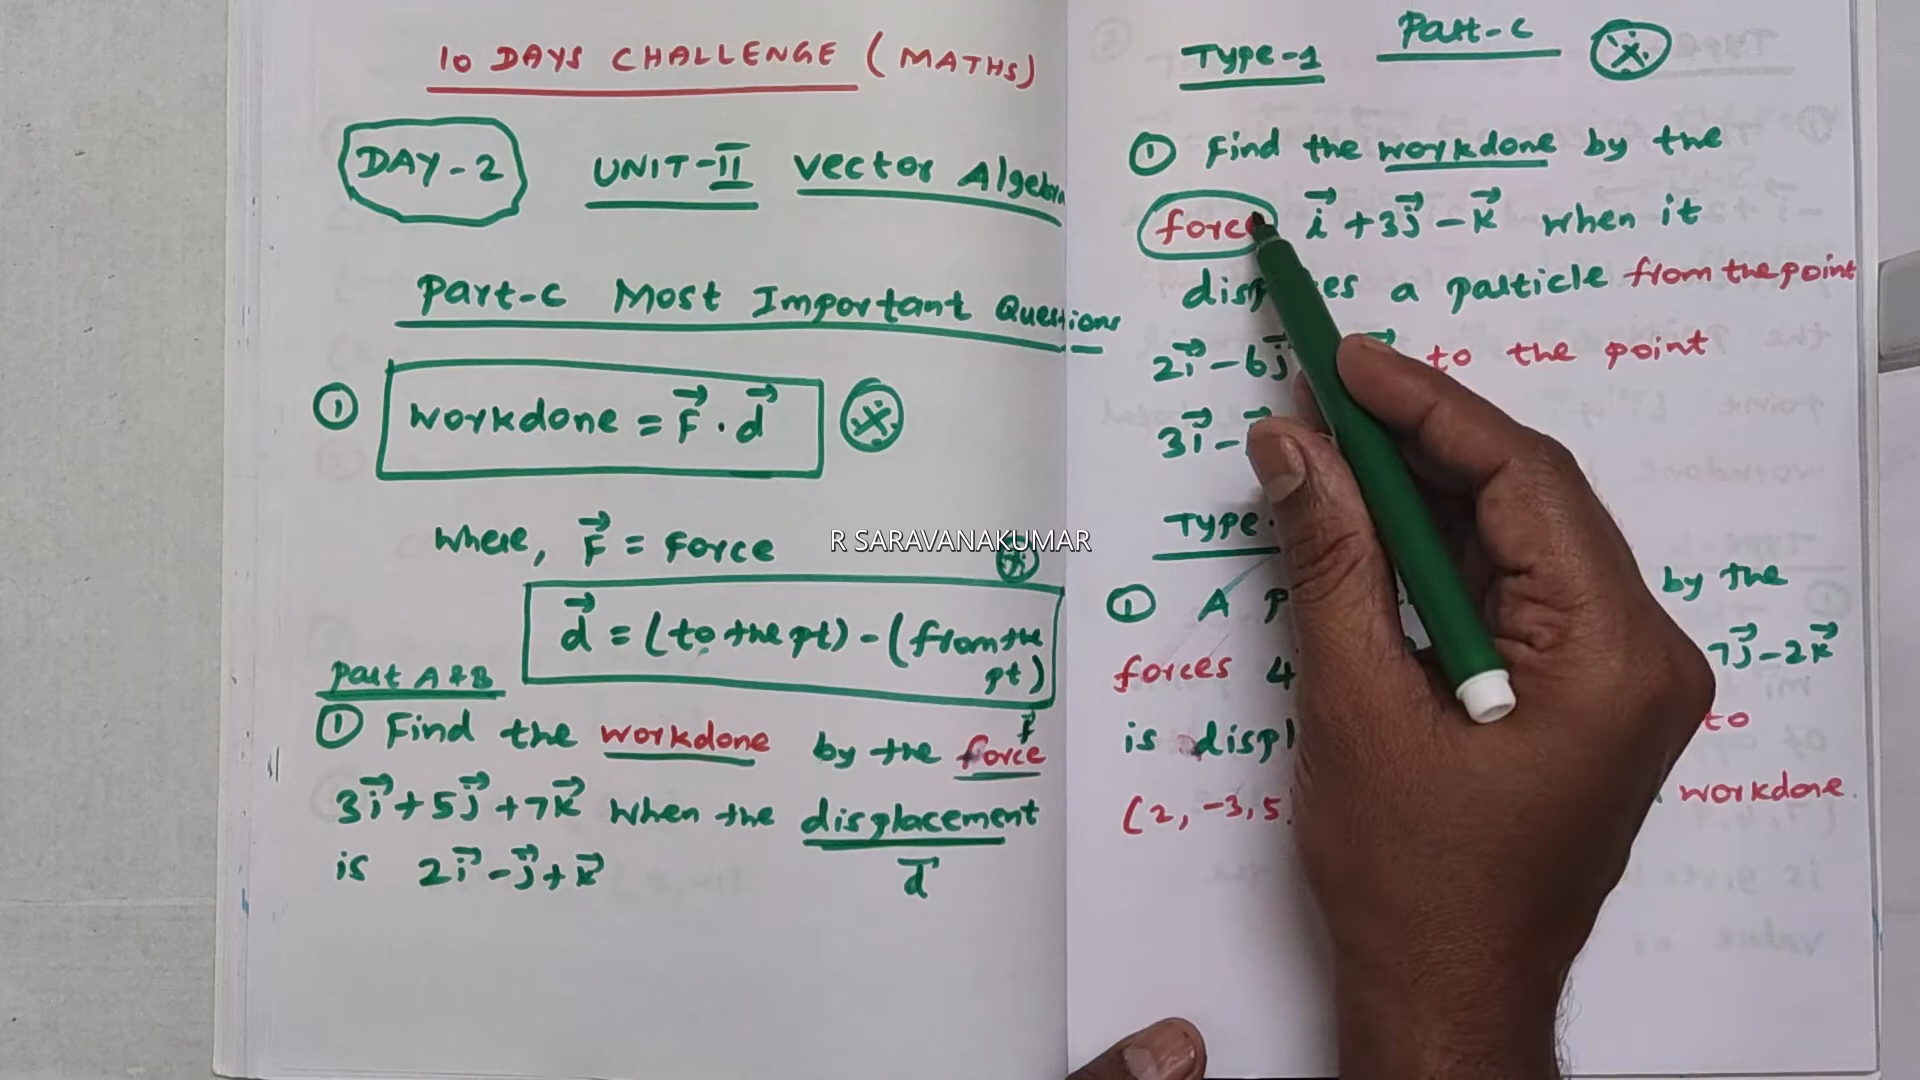 10 DAYS CHALLENGE (MATHS)
DAY-2 UNIT-II Vector Algebra
Part-C Most Important Questions
① workdone = F⃗ . d⃗
where, F⃗ = Force
d⃗ = (to the pt) - (from the pt)
Part A & B
① Find the workdone by the force F⃗
3i⃗ + 5j⃗ + 7k⃗ when the displacement
is 2i⃗ - j⃗ + k⃗ d⃗
R SARAVANAKUMAR
Type-1 Part-C
① Find the workdone by the
force i⃗ + 3j⃗ - k⃗ when it
a particle from the point
2i⃗ - 6j⃗ to the point
3i⃗ -
Type-
① A by the
forces 4 7j⃗ - 2k⃗
is to
(2, -3, 5) workdone.